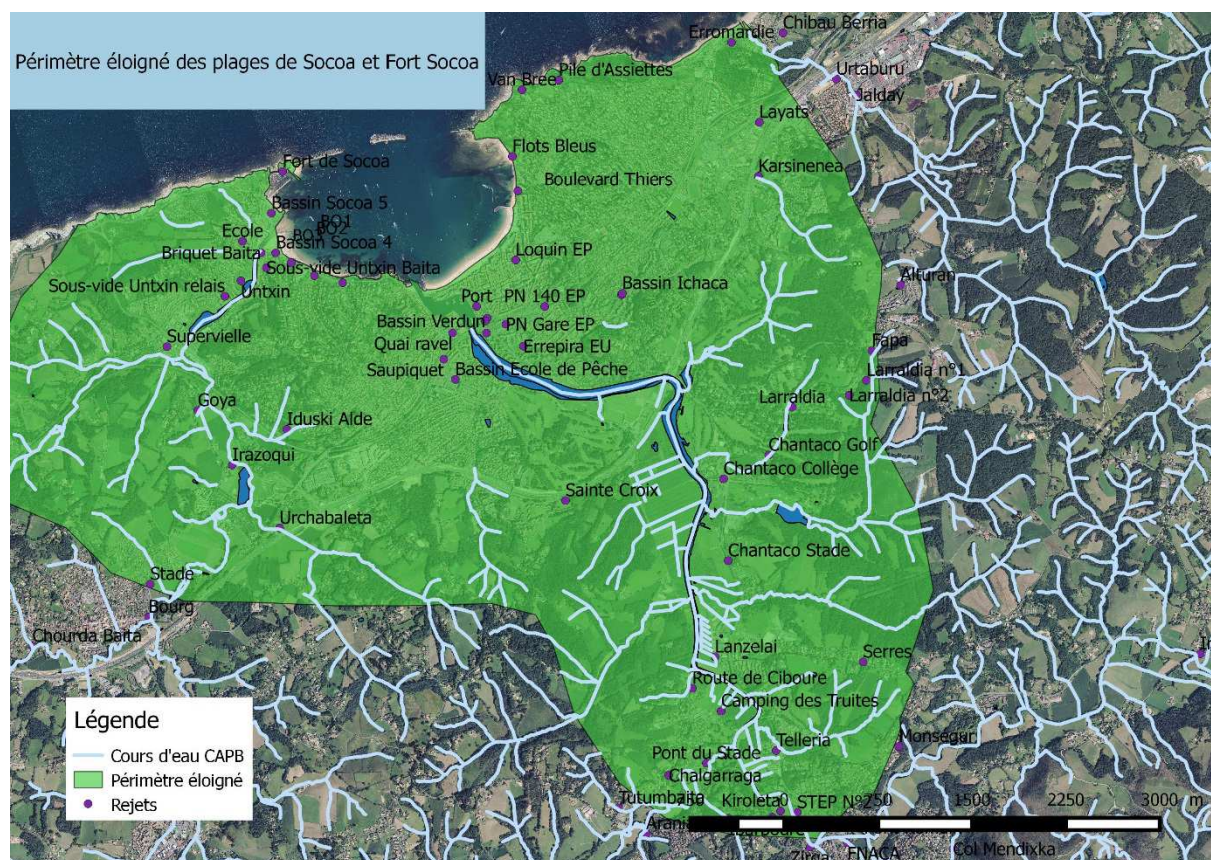 Périmètre éloigné des plages de Socoa et Fort Socoa
Chibau Berria
Erromardie
Urtaburu
Jalday
Pile d'Assiettes
Van Bree
Layats
Flots Bleus
Fort de Socoa
Karsinenea
Boulevard Thiers
Bassin Socoa 5
BO1
BO2
Ecole
Briquet Baita
Bassin Socoa 4
Loquin EP
Sous-vide Untxin Baita
Sous-vide Untxin relais
Untxin
Alturan
Bassin Ichaca
Port
PN 140 EP
Bassin Verdun
PN Gare EP
Supervielle
Quai ravel
Errepira EU
Fapa
Saupiquet
Bassin Ecole de Pêche
Larraldia n°1
Larraldia n°2
Larraldia
Goya
Iduski Alde
Chantaco Golf
Irazoqui
Chantaco Collège
Sainte Croix
Urchabaleta
Chantaco Stade
Stade
Bourg
Chourda Baita
Lanzelai
Serres
Route de Ciboure
Camping des Truites
Telleria
Monségur
Pont du Stade
Chalgarraga
Tutumbaita
Kiroleta
0
STEP N°2
750
1500
2250
3000 m
Zirga
ENACA
Col Mendixka
Légende
Cours d'eau CAPB
Périmètre éloigné
Rejets